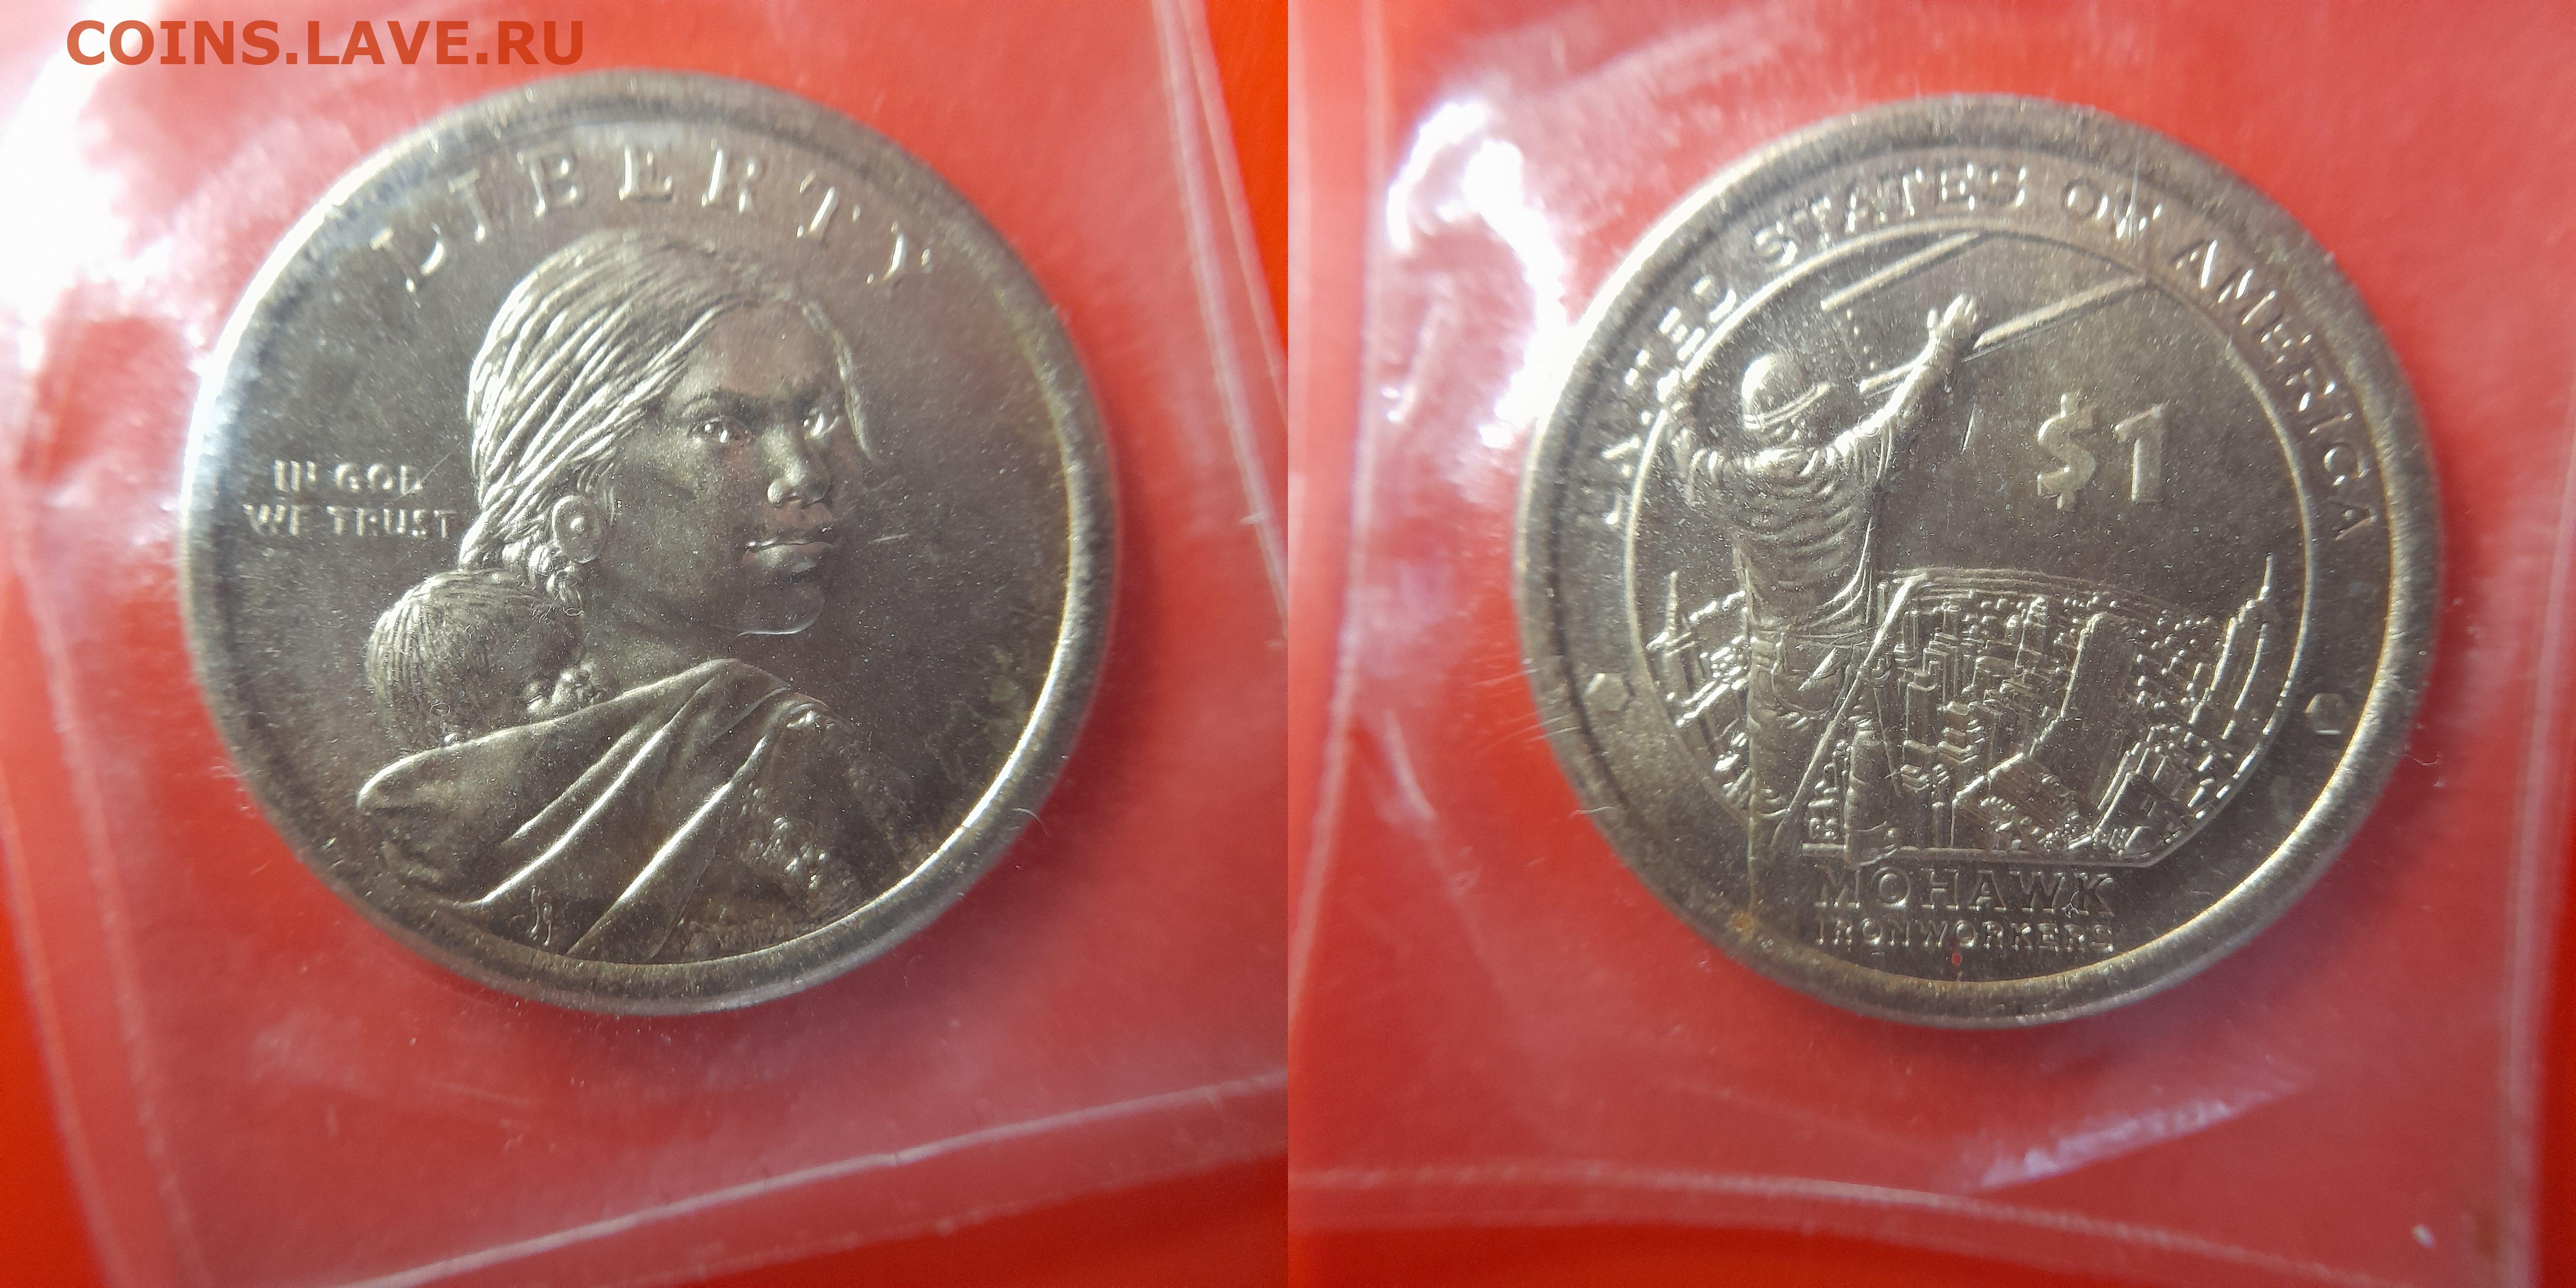 COINS.LAVE.RU
LIBERTY
IN GOD
WE TRUST
UNITED STATES OF AMERICA
$1
MOHAWK
IRONWORKERS